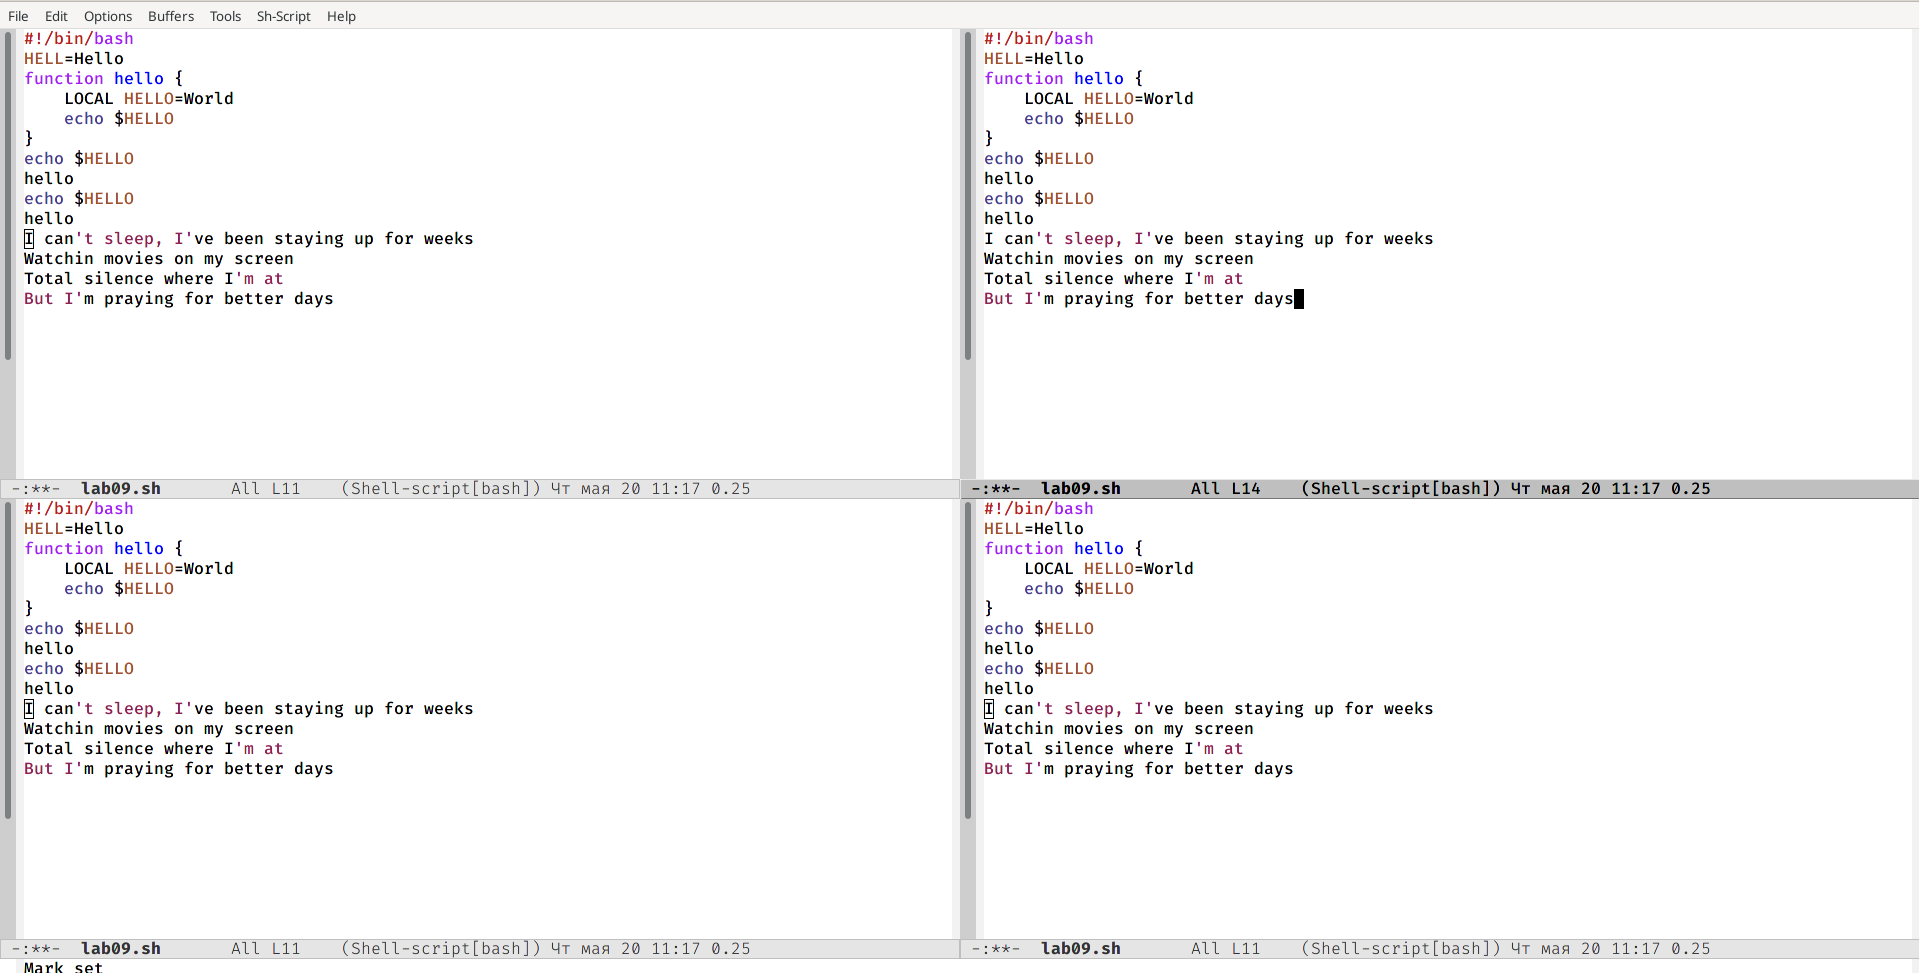 File Edit Options Buffers Tools Sh-Script Help
#!/bin/bash
HELL=Hello
function hello {
    LOCAL HELLO=World
    echo $HELLO
}
echo $HELLO
hello
echo $HELLO
hello
I can't sleep, I've been staying up for weeks
Watchin movies on my screen
Total silence where I'm at
But I'm praying for better days
-:**-  lab09.sh       All L11    (Shell-script[bash]) Чт мая 20 11:17 0.25
#!/bin/bash
HELL=Hello
function hello {
    LOCAL HELLO=World
    echo $HELLO
}
echo $HELLO
hello
echo $HELLO
hello
I can't sleep, I've been staying up for weeks
Watchin movies on my screen
Total silence where I'm at
But I'm praying for better days
-:**-  lab09.sh       All L14    (Shell-script[bash]) Чт мая 20 11:17 0.25
#!/bin/bash
HELL=Hello
function hello {
    LOCAL HELLO=World
    echo $HELLO
}
echo $HELLO
hello
echo $HELLO
hello
I can't sleep, I've been staying up for weeks
Watchin movies on my screen
Total silence where I'm at
But I'm praying for better days
-:**-  lab09.sh       All L11    (Shell-script[bash]) Чт мая 20 11:17 0.25
#!/bin/bash
HELL=Hello
function hello {
    LOCAL HELLO=World
    echo $HELLO
}
echo $HELLO
hello
echo $HELLO
hello
I can't sleep, I've been staying up for weeks
Watchin movies on my screen
Total silence where I'm at
But I'm praying for better days
-:**-  lab09.sh       All L11    (Shell-script[bash]) Чт мая 20 11:17 0.25
Mark set